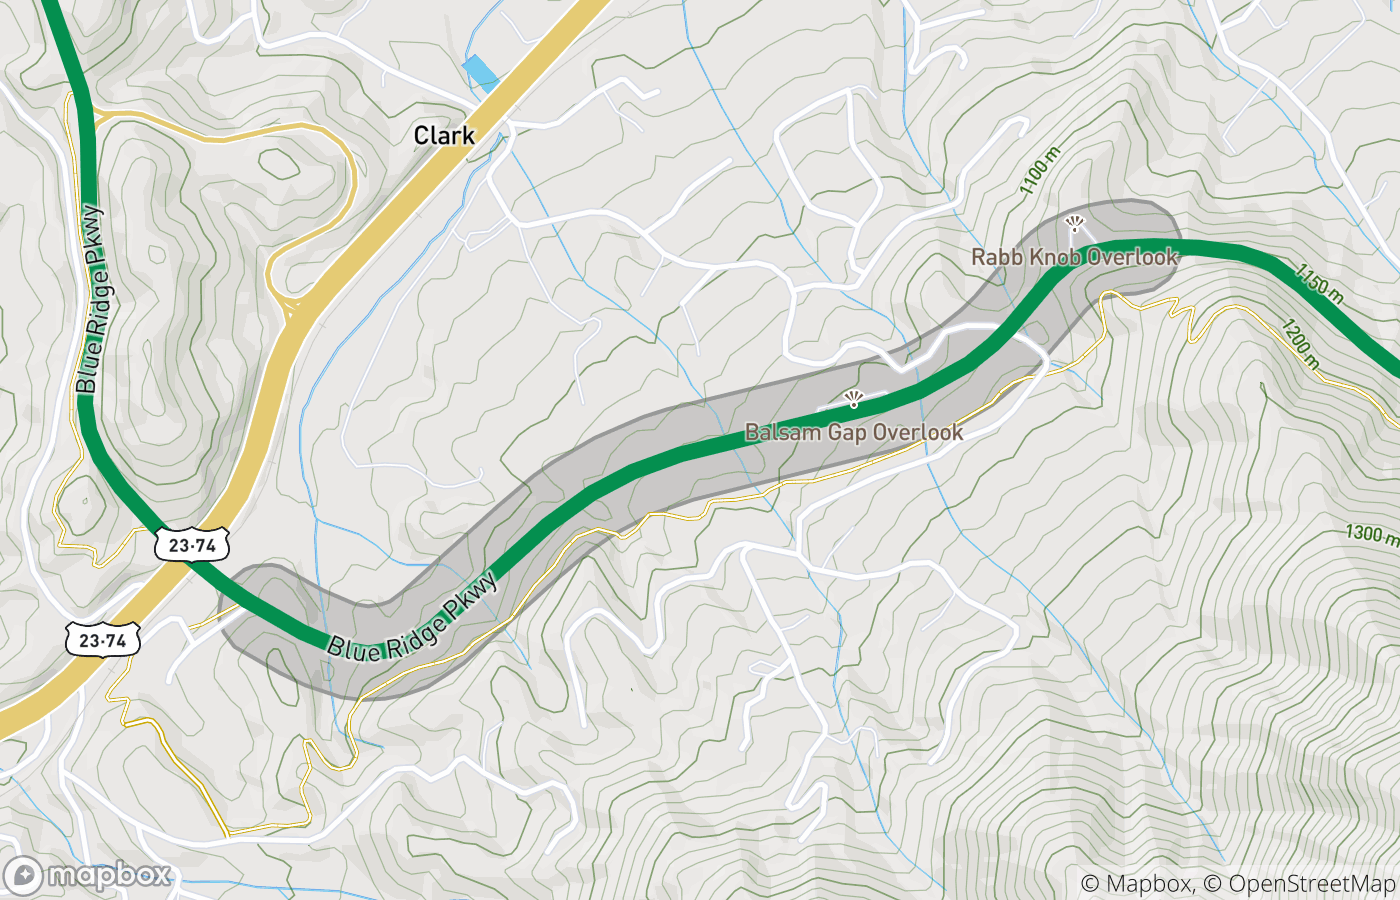 Clark
1100 m
Rabb Knob Overlook
Blue Ridge Pkwy
1150 m
1200 m
Balsam Gap Overlook
23·74
1300 m
Blue Ridge Pkwy
23·74
mapbox
© Mapbox, © OpenStreetMap